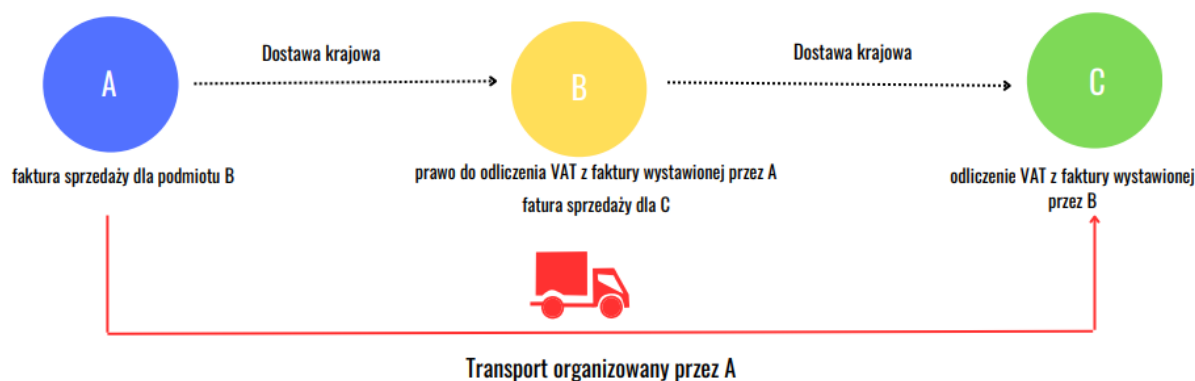 Dostawa krajowa
Dostawa krajowa
A
B
C
faktura sprzedaży dla podmiotu B
prawo do odliczenia VAT z faktury wystawionej przez A
fatura sprzedaży dla C
odliczenie VAT z faktury wystawionej
przez B
Transport organizowany przez A